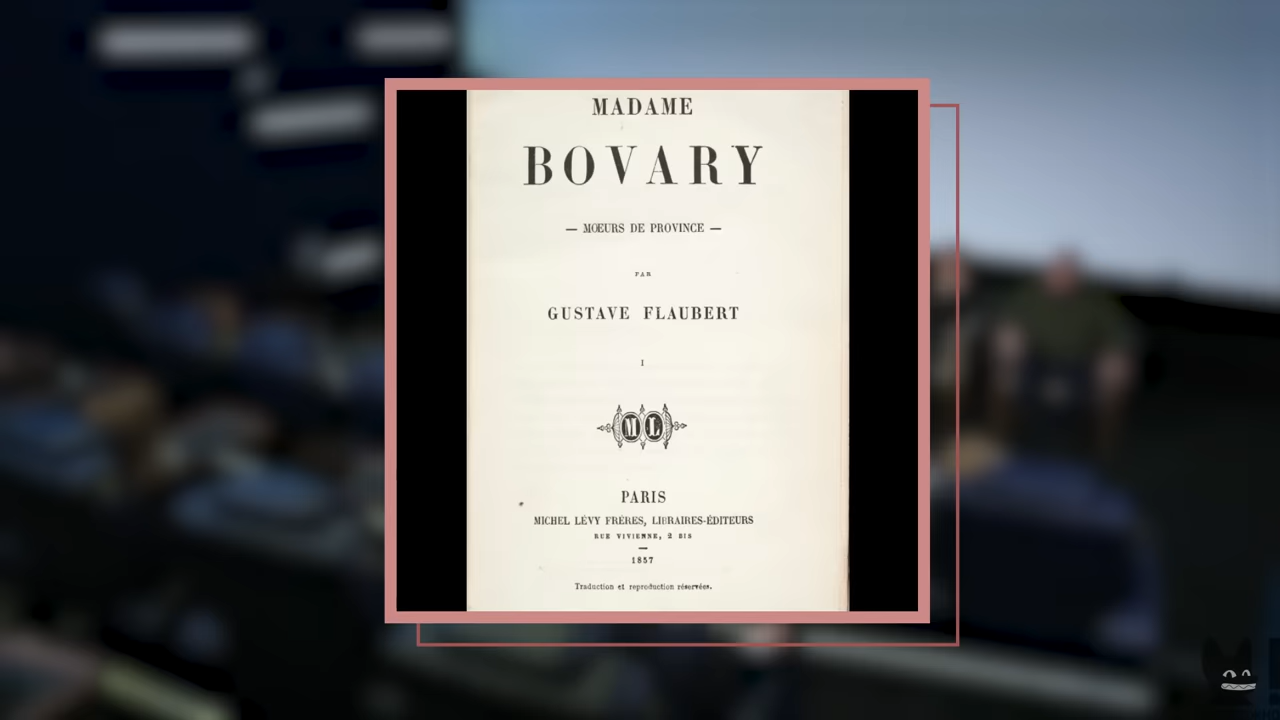 MADAME
BOVARY
— MŒURS DE PROVINCE —
PAR
GUSTAVE FLAUBERT
I
ML
PARIS
MICHEL LÉVY FRÈRES, LIBRAIRES-ÉDITEURS
RUE VIVIENNE, 2 BIS
1857
Traduction et reproduction réservées.